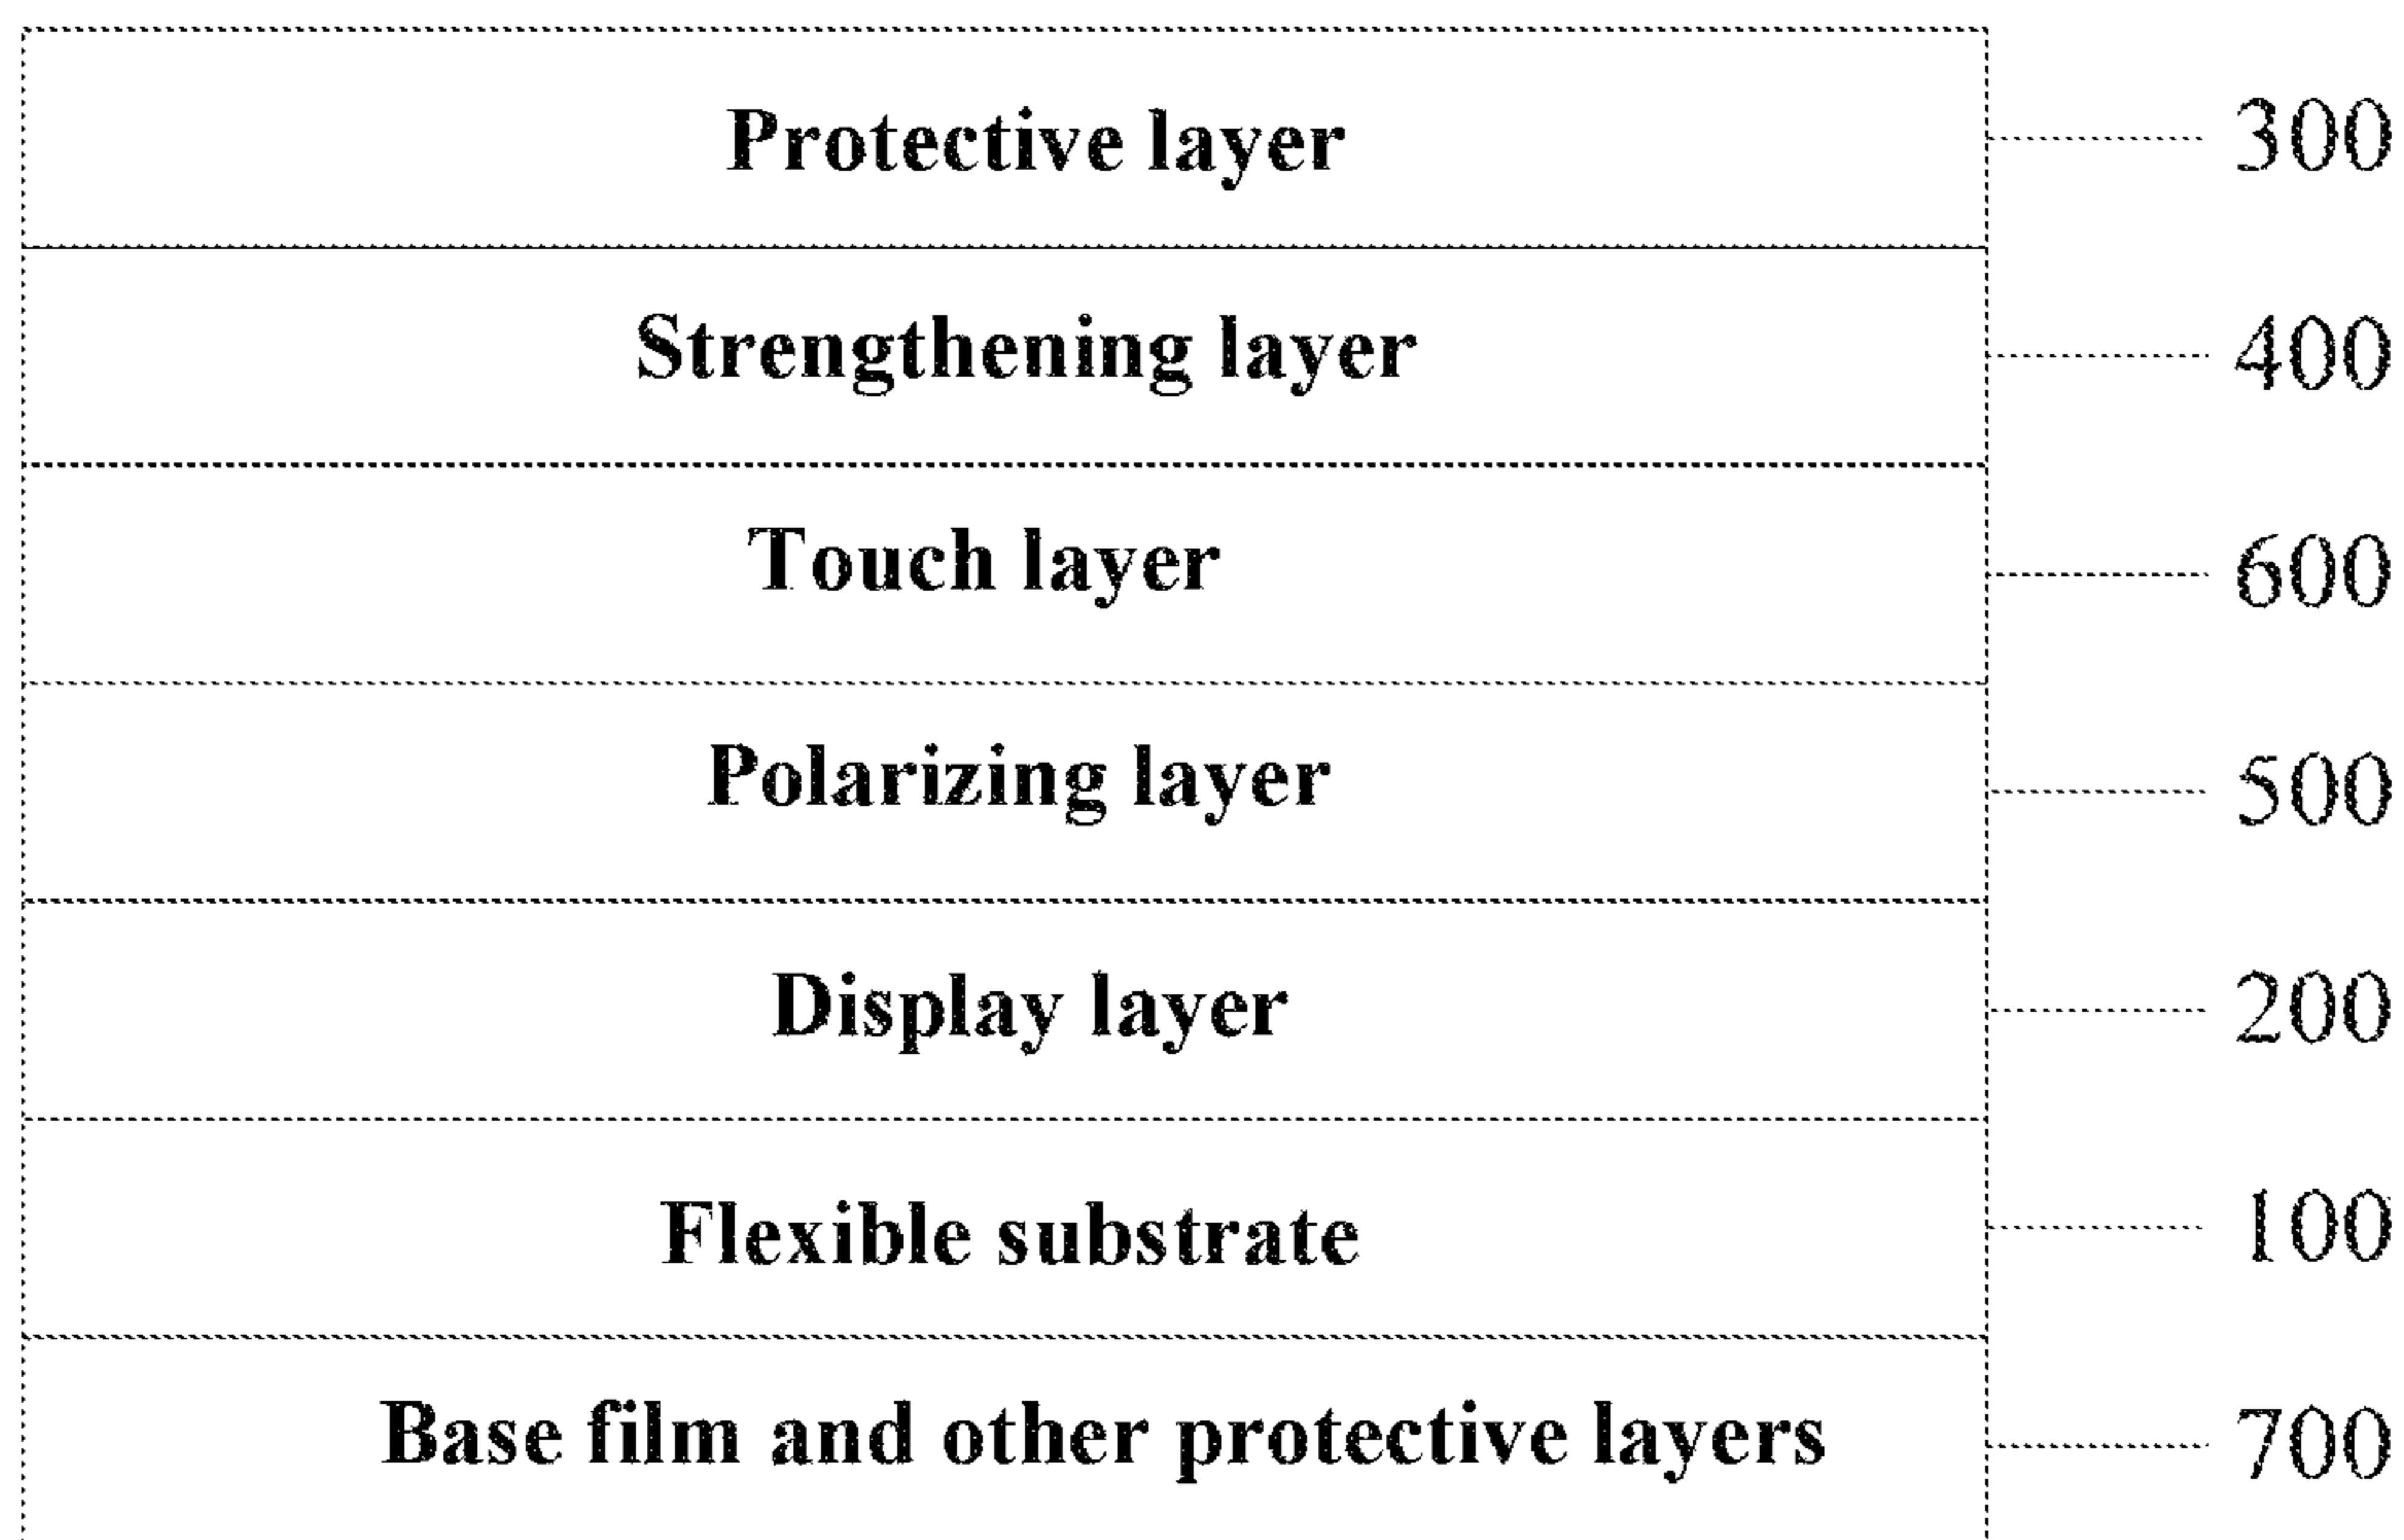 Protective layer 300
Strengthening layer 400
Touch layer 600
Polarizing layer 500
Display layer 200
Flexible substrate 100
Base film and other protective layers 700